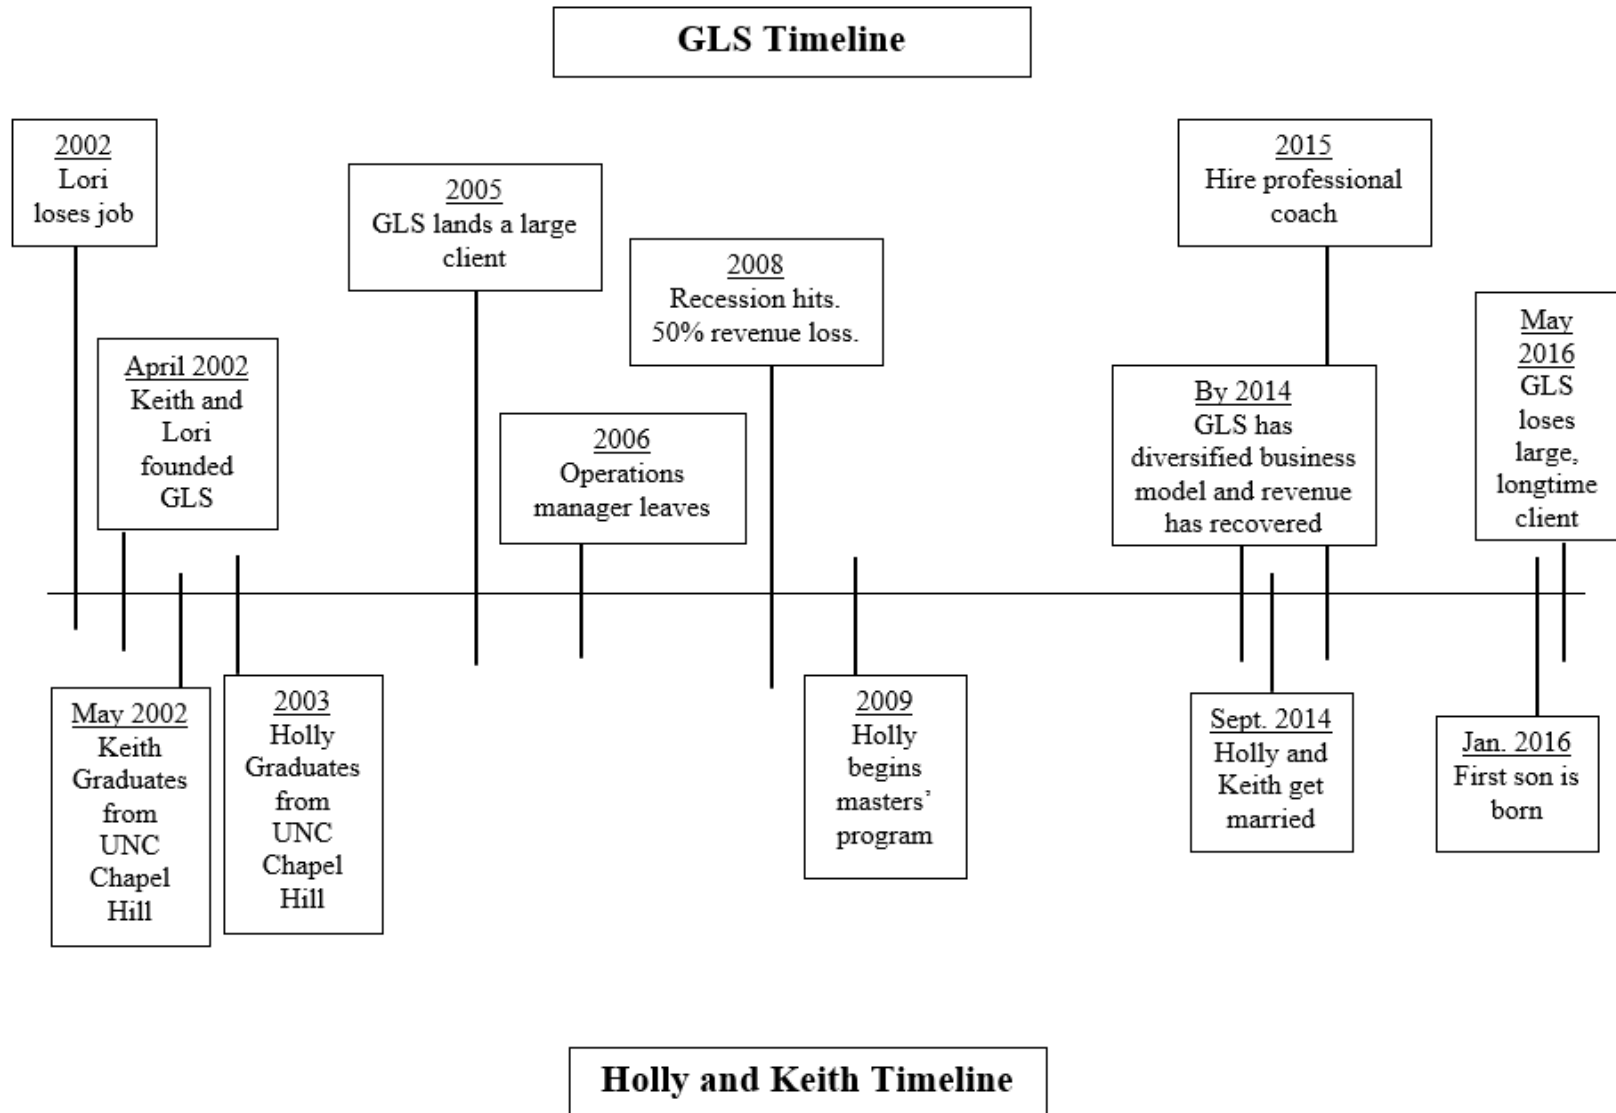 GLS Timeline
2002
Lori
loses job
April 2002
Keith and
Lori
founded
GLS
2005
GLS lands a large
client
2006
Operations
manager leaves
2008
Recession hits.
50% revenue loss.
By 2014
GLS has
diversified business
model and revenue
has recovered
2015
Hire professional
coach
May
2016
GLS
loses
large,
longtime
client
May 2002
Keith
Graduates
from
UNC
Chapel
Hill
2003
Holly
Graduates
from
UNC
Chapel
Hill
2009
Holly
begins
masters’
program
Sept. 2014
Holly and
Keith get
married
Jan. 2016
First son is
born
Holly and Keith Timeline